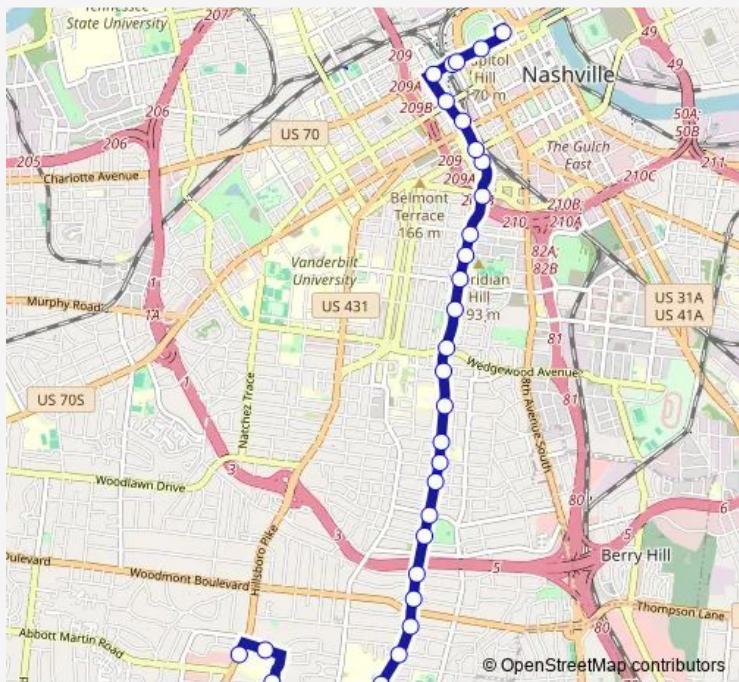 Tennessee
State University
207
49
209
Capitol
Hill
170 m
Nashville
206
209A
209B
US 70
50A;
50B
206
205
209
The Gulch
East
211
Charlotte Avenue
209A
210C
Belmont
Terrace
166 m
210B
210
210A
82A;
82B
Vanderbilt
University
1
Meridian
Hill
193 m
US 431
US 31A
US 41A
Murphy Road
1A
81
Wedgewood Avenue
1
US 70S
Natchez Trace
8th Avenue South
81
3
Woodlawn Drive
80
6
5
3
Hillsboro Pike
5
Berry Hill
Boulevard
Woodmont Boulevard
Thompson Lane
Abbott Martin Road
80
© OpenStreetMap contributors